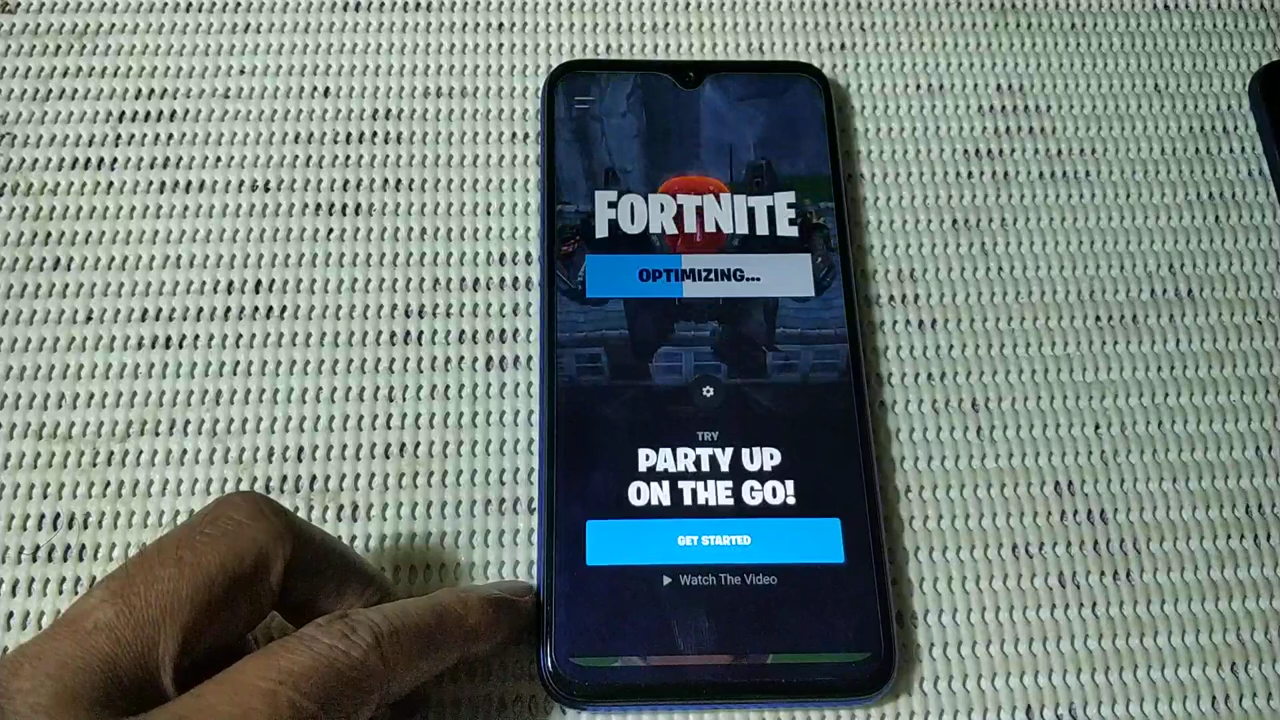 FORTNITE
OPTIMIZING...
TRY
PARTY UP
ON THE GO!
GET STARTED
Watch The Video